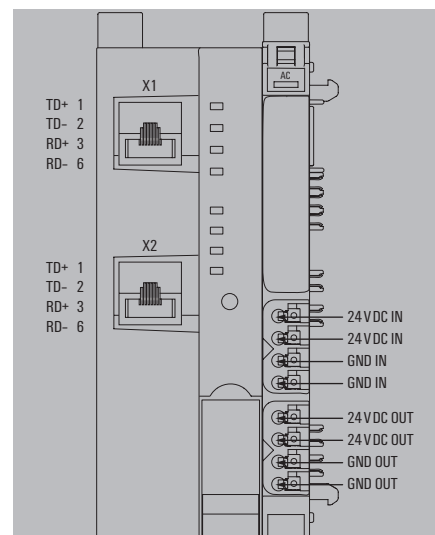 AC
X1
TD+ 1
TD- 2
RD+ 3
RD- 6
X2
TD+ 1
TD- 2
RD+ 3
RD- 6
24 V DC IN
24 V DC IN
GND IN
GND IN
24 V DC OUT
24 V DC OUT
GND OUT
GND OUT